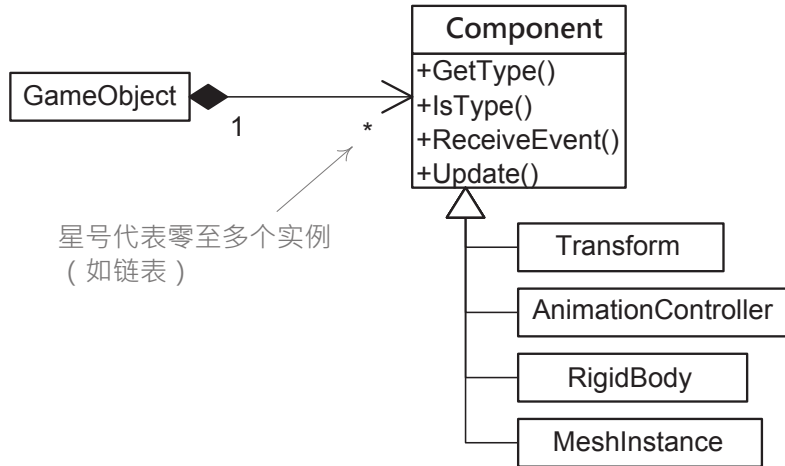 Component
+GetType()
+IsType()
+ReceiveEvent()
+Update()
GameObject
1
*
星号代表零至多个实例
（如链表）
Transform
AnimationController
RigidBody
MeshInstance